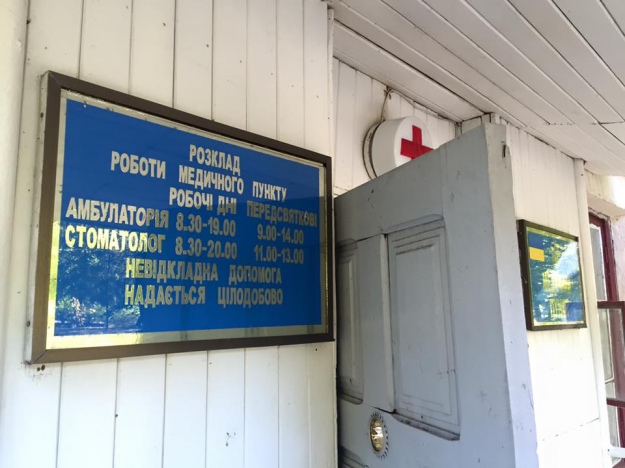 РОЗКЛАД
РОБОТИ МЕДИЧНОГО ПУНКТУ
РОБОЧІ ДНІ ПЕРЕДСВЯТКОВІ
АМБУЛАТОРІЯ 8.30-19.00 9.00-14.00
СТОМАТОЛОГ 8.30-20.00 11.00-13.00
НЕВІДКЛАДНА ДОПОМОГА
НАДАЄТЬСЯ ЦІЛОДОБОВО